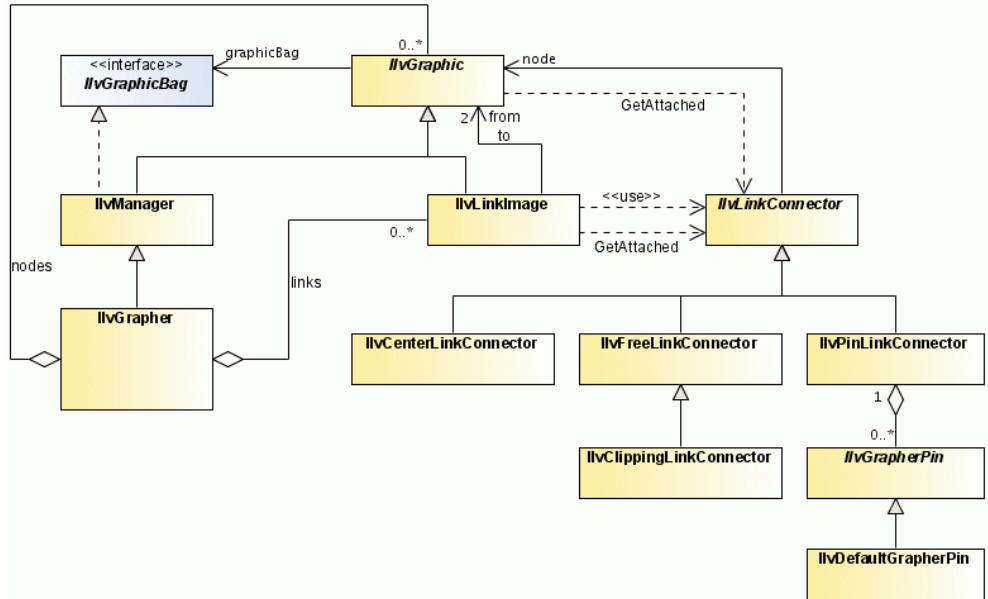 0..*
<<interface>>
IlvGraphicBag
graphicBag
IlvGraphic
node
GetAttached
2
from
to
IlvManager
IlvLinkImage
<<use>>
IlvLinkConnector
0..*
GetAttached
nodes
links
IlvGrapher
IlvCenterLinkConnector
IlvFreeLinkConnector
IlvPinLinkConnector
1
0..*
IlvClippingLinkConnector
IlvGrapherPin
IlvDefaultGrapherPin